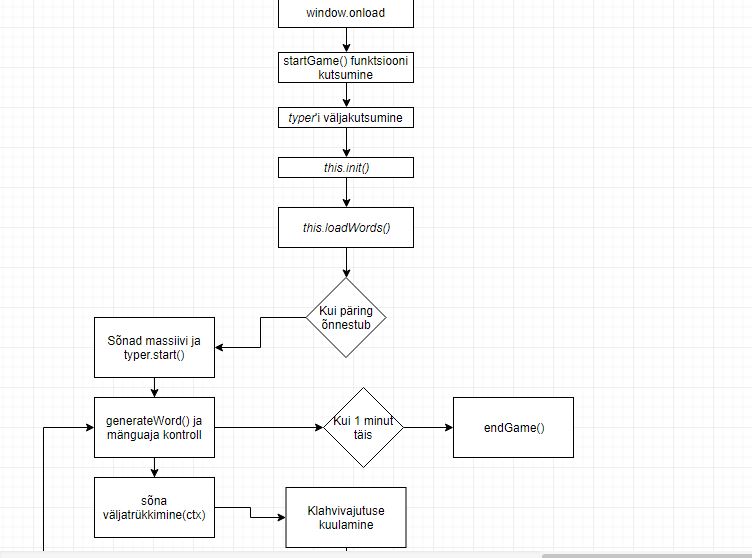 window.onload
startGame() funktsiooni
kutsumine
typer'i väljakutsumine
this.init()
this.loadWords()
Kui päring
õnnestub
Sõnad massiivi ja
typer.start()
generateWord() ja
mänguaja kontroll
Kui 1 minut
täis
endGame()
sõna
väljatrükkimine(ctx)
Klahvivajutuse
kuulamine